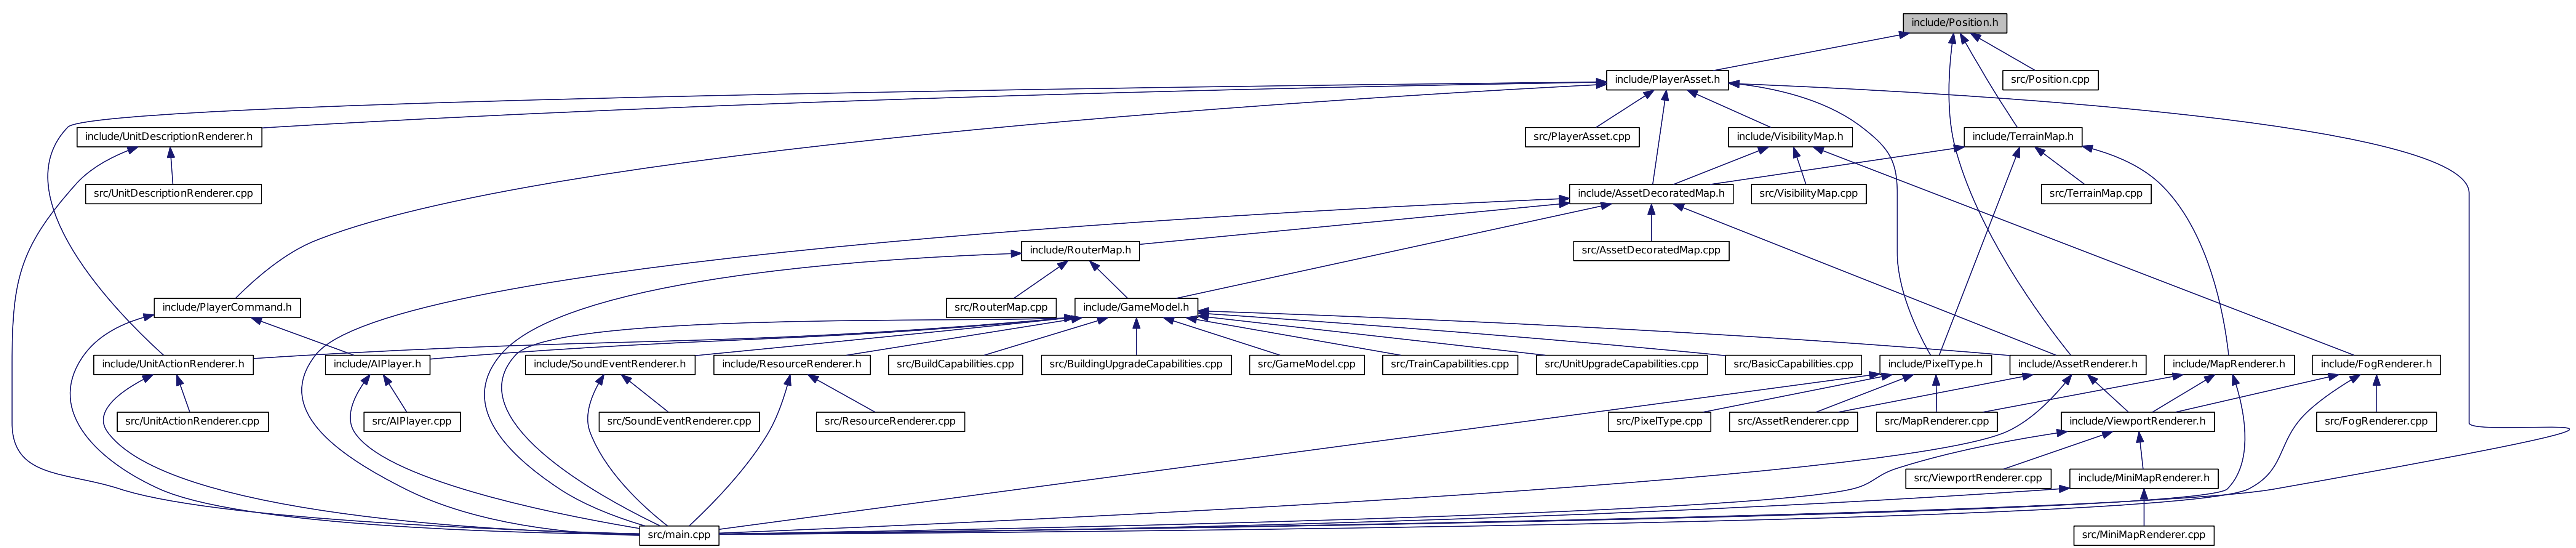 include/Position.h
include/PlayerAsset.h
src/Position.cpp
include/UnitDescriptionRenderer.h
src/PlayerAsset.cpp
include/VisibilityMap.h
include/TerrainMap.h
src/UnitDescriptionRenderer.cpp
include/AssetDecoratedMap.h
src/VisibilityMap.cpp
src/TerrainMap.cpp
include/RouterMap.h
src/AssetDecoratedMap.cpp
include/PlayerCommand.h
src/RouterMap.cpp
include/GameModel.h
include/UnitActionRenderer.h
include/AIPlayer.h
include/SoundEventRenderer.h
include/ResourceRenderer.h
src/BuildCapabilities.cpp
src/BuildingUpgradeCapabilities.cpp
src/GameModel.cpp
src/TrainCapabilities.cpp
src/UnitUpgradeCapabilities.cpp
src/BasicCapabilities.cpp
include/PixelType.h
include/AssetRenderer.h
include/MapRenderer.h
include/FogRenderer.h
src/UnitActionRenderer.cpp
src/AIPlayer.cpp
src/SoundEventRenderer.cpp
src/ResourceRenderer.cpp
src/PixelType.cpp
src/AssetRenderer.cpp
src/MapRenderer.cpp
include/ViewportRenderer.h
src/FogRenderer.cpp
src/ViewportRenderer.cpp
include/MiniMapRenderer.h
src/main.cpp
src/MiniMapRenderer.cpp